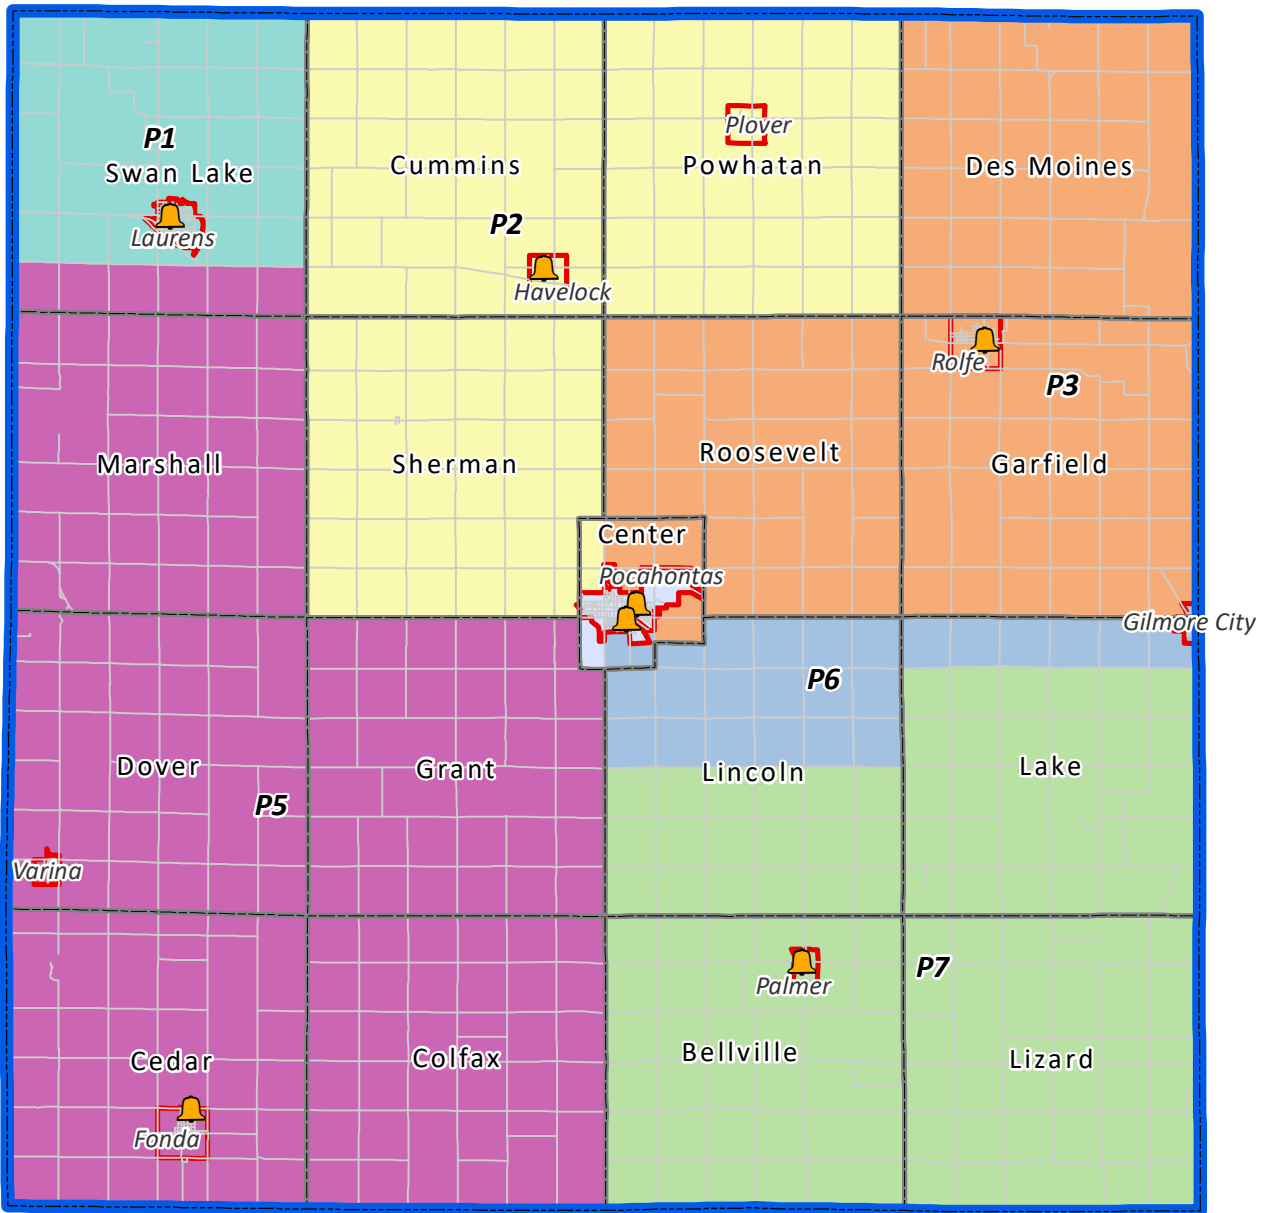 Plover
P1
Swan Lake
Cummins
Powhatan
Des Moines
P2
Laurens
Havelock
Rolfe
P3
Marshall
Sherman
Roosevelt
Garfield
Center
Pocahontas
Gilmore City
P6
Dover
Grant
Lincoln
Lake
P5
Varina
P7
Palmer
Cedar
Colfax
Bellville
Lizard
Fonda